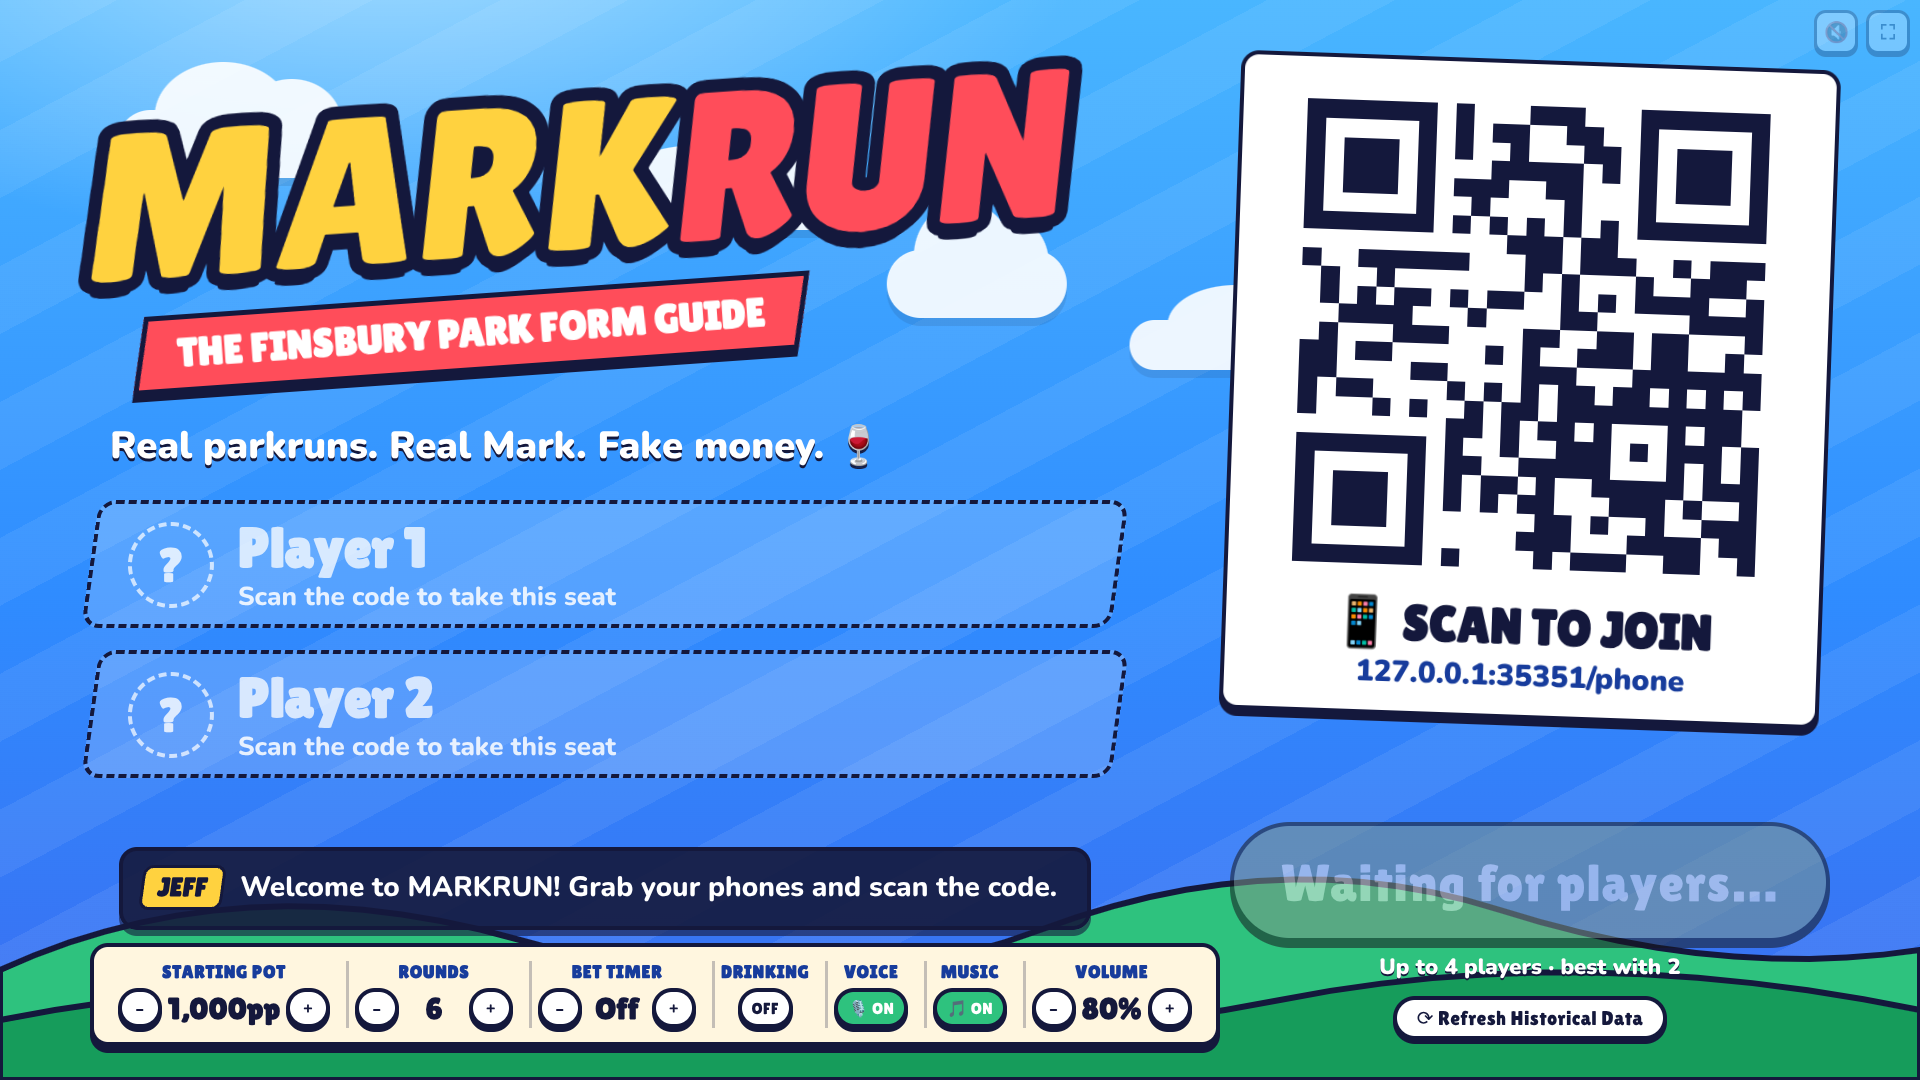 MARKRUN
THE FINSBURY PARK FORM GUIDE
Real parkruns. Real Mark. Fake money.
?
Player 1
Scan the code to take this seat
?
Player 2
Scan the code to take this seat
SCAN TO JOIN
127.0.0.1:35351/phone
JEFF Welcome to MARKRUN! Grab your phones and scan the code.
Waiting for players...
Up to 4 players · best with 2
⟳ Refresh Historical Data
STARTING POT
– 1,000pp +
ROUNDS
– 6 +
BET TIMER
– Off +
DRINKING
OFF
VOICE
ON
MUSIC
ON
VOLUME
– 80% +